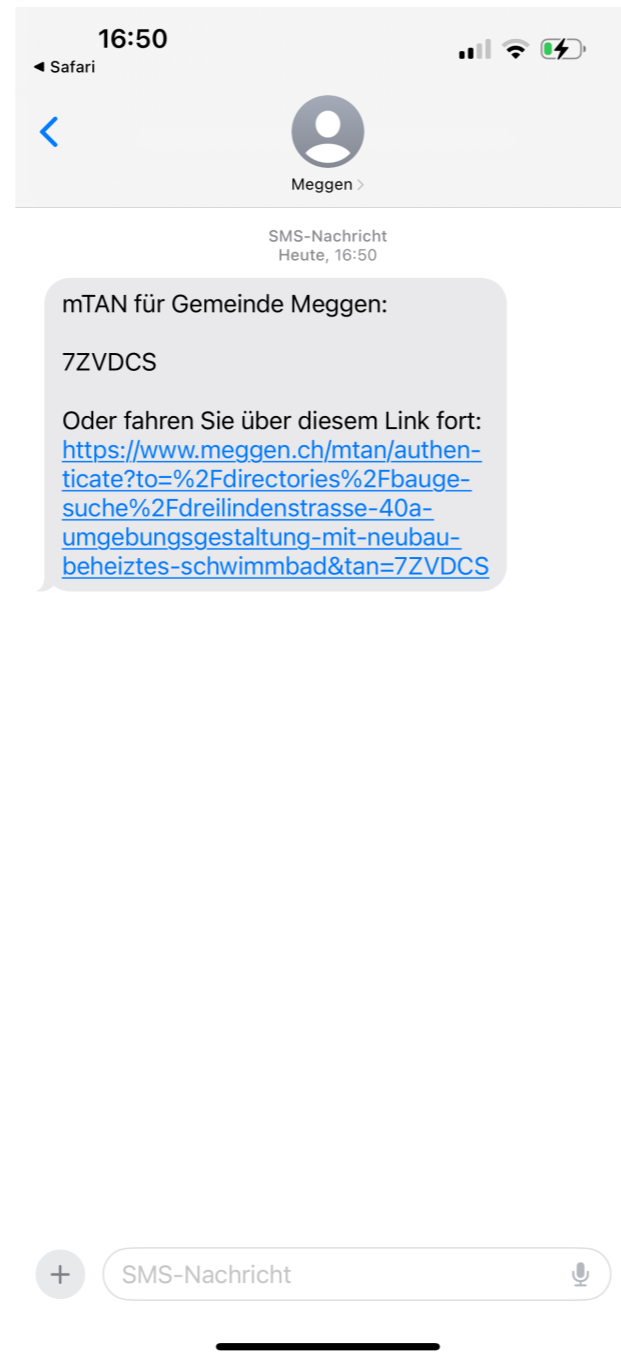 16:50
◀ Safari
Meggen
SMS-Nachricht
Heute, 16:50
mTAN für Gemeinde Meggen:
7ZVDCS
Oder fahren Sie über diesem Link fort:
https://www.meggen.ch/mtan/authen-
ticate?to=%2Fdirectories%2Fbauge-
suche%2Fdreilindenstrasse-40a-
umgebungsgestaltung-mit-neubau-
beheiztes-schwimmbad&tan=7ZVDCS
SMS-Nachricht